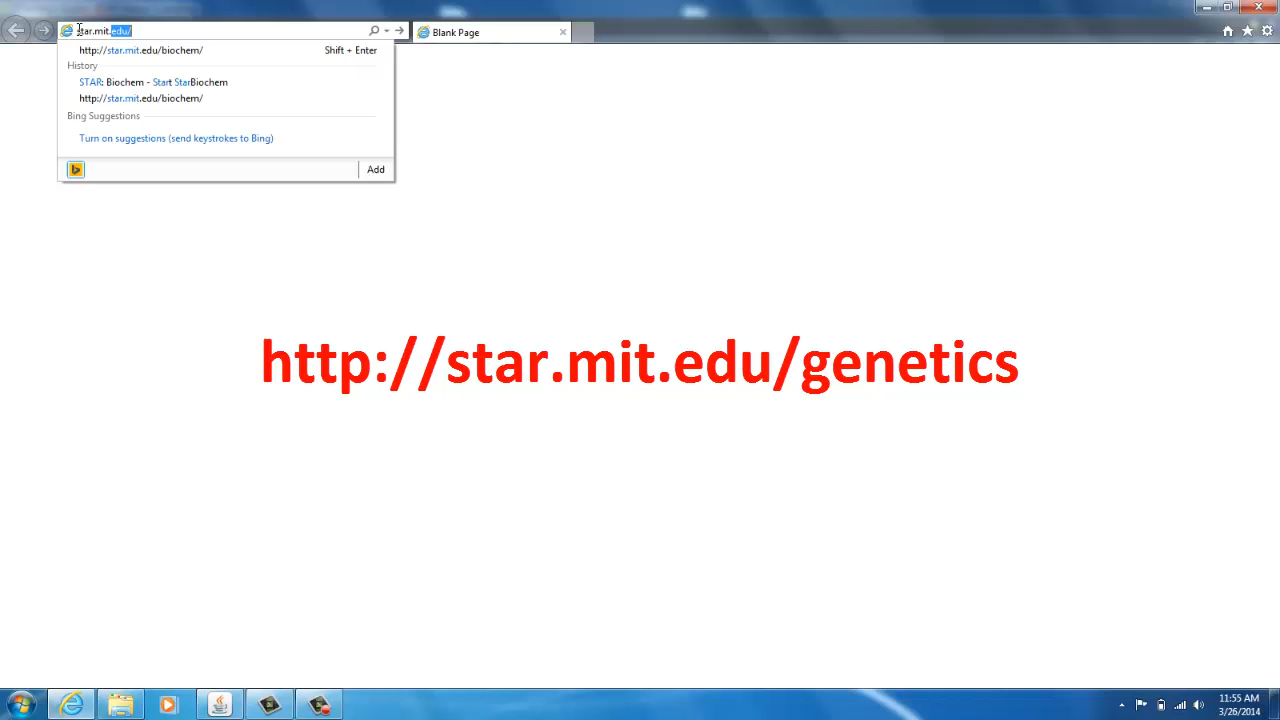 star.mit.edu/
Blank Page
http://star.mit.edu/biochem/ Shift + Enter
History
STAR: Biochem - Start StarBiochem
http://star.mit.edu/biochem/
Bing Suggestions
Turn on suggestions (send keystrokes to Bing)
Add
http://star.mit.edu/genetics
11:55 AM
3/26/2014